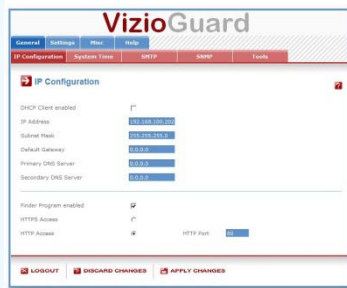 VizioGuard
General Settings Misc Help
IP Configuration System Time SMTP SNMP Tools
IP Configuration
DHCP Client enabled
IP Address 192.168.100.200
Subnet Mask 255.255.255.0
Default Gateway 0.0.0.0
Primary DNS Server 0.0.0.0
Secondary DNS Server 0.0.0.0
Finder Program enabled
HTTPS Access
HTTP Access HTTP Port 80
LOGOUT DISCARD CHANGES APPLY CHANGES